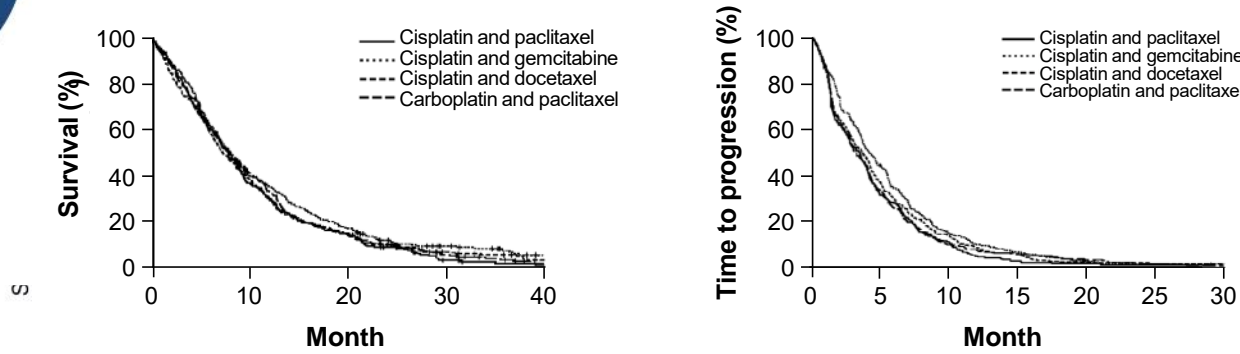 Survival (%)
100
80
60
40
20
0
0 10 20 30 40
Month
Cisplatin and paclitaxel
Cisplatin and gemcitabine
Cisplatin and docetaxel
Carboplatin and paclitaxel
Time to progression (%)
100
80
60
40
20
0
0 5 10 15 20 25 30
Month
Cisplatin and paclitaxel
Cisplatin and gemcitabine
Cisplatin and docetaxel
Carboplatin and paclitaxe
S